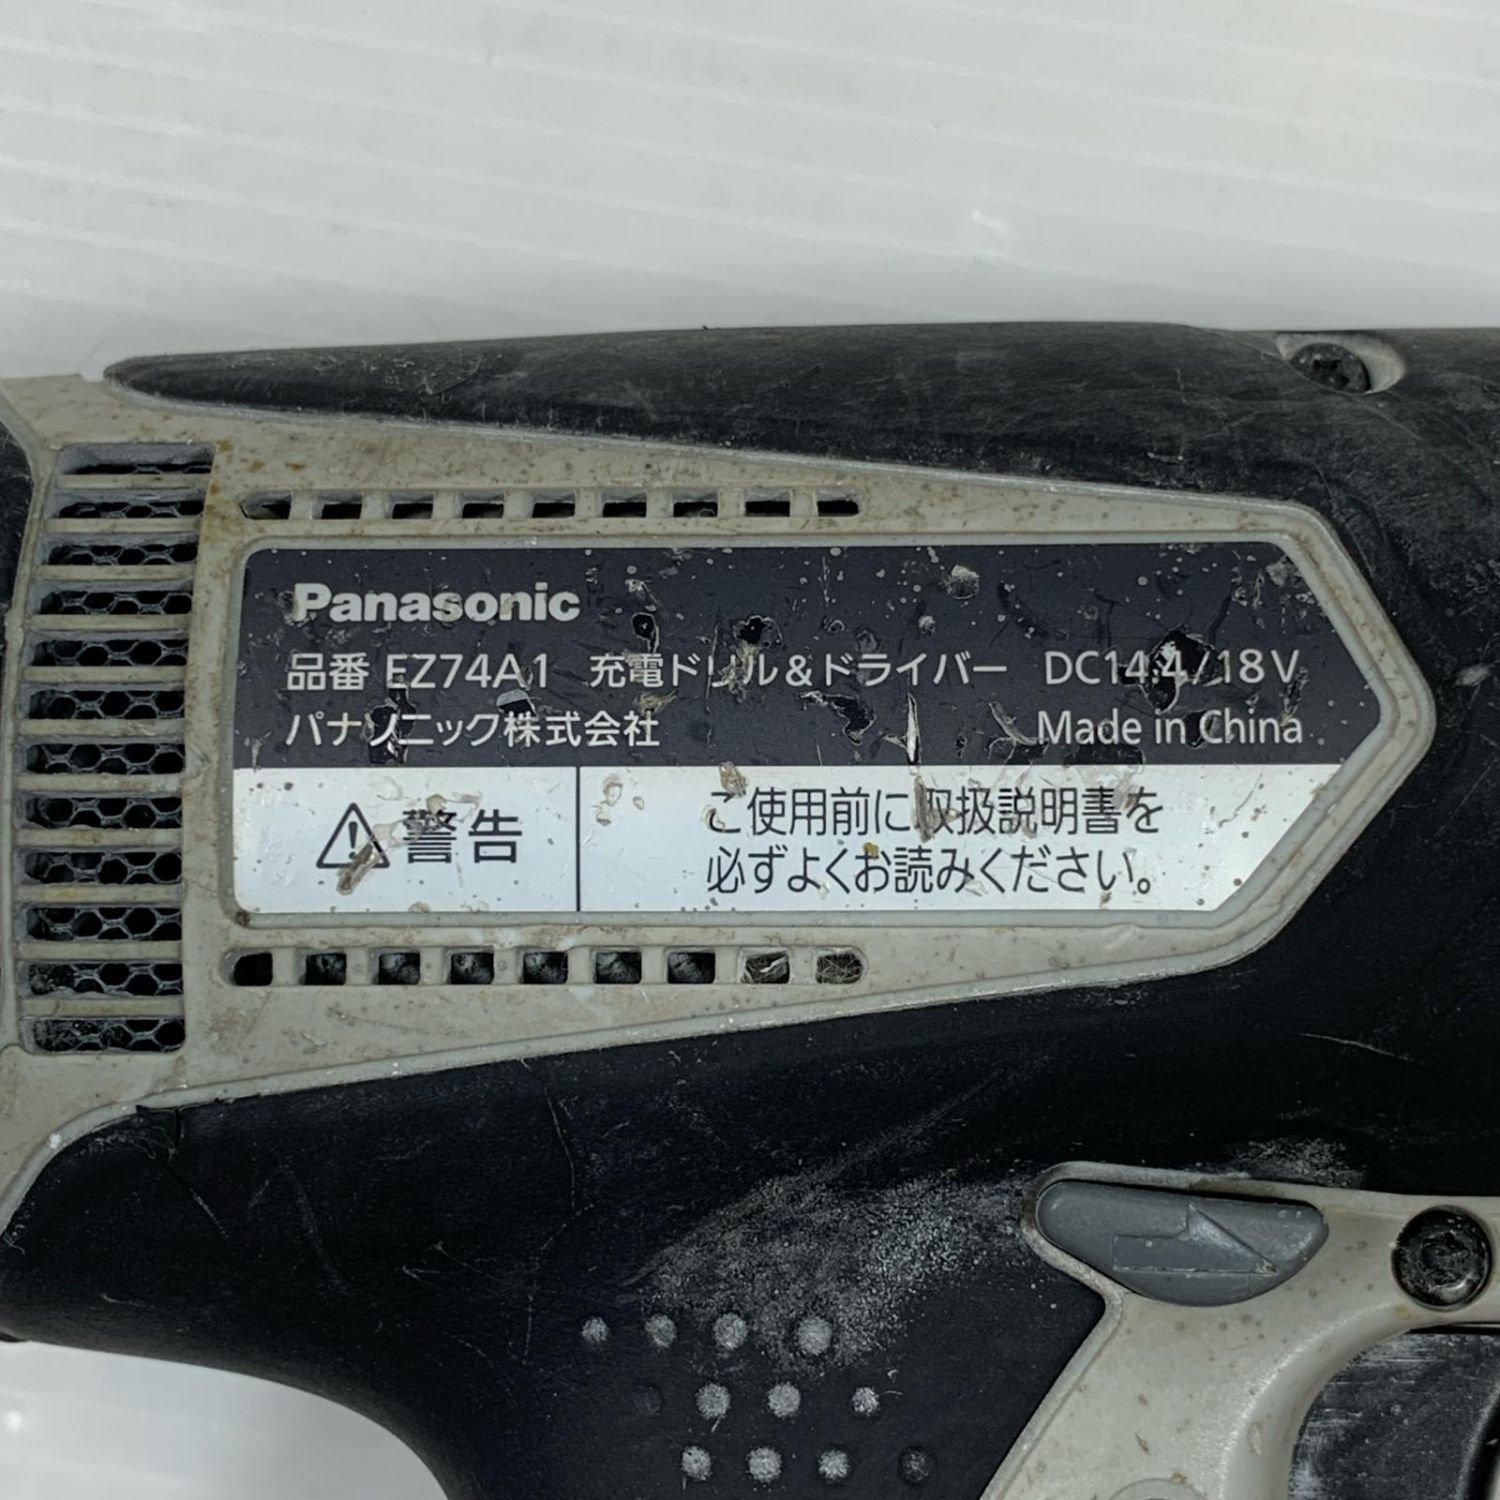 Panasonic
品番 EZ74A1 充電ドリル&ドライバー DC14.4/18V
パナソニック株式会社 Made in China
警告
ご使用前に取扱説明書を
必ずよくお読みください。